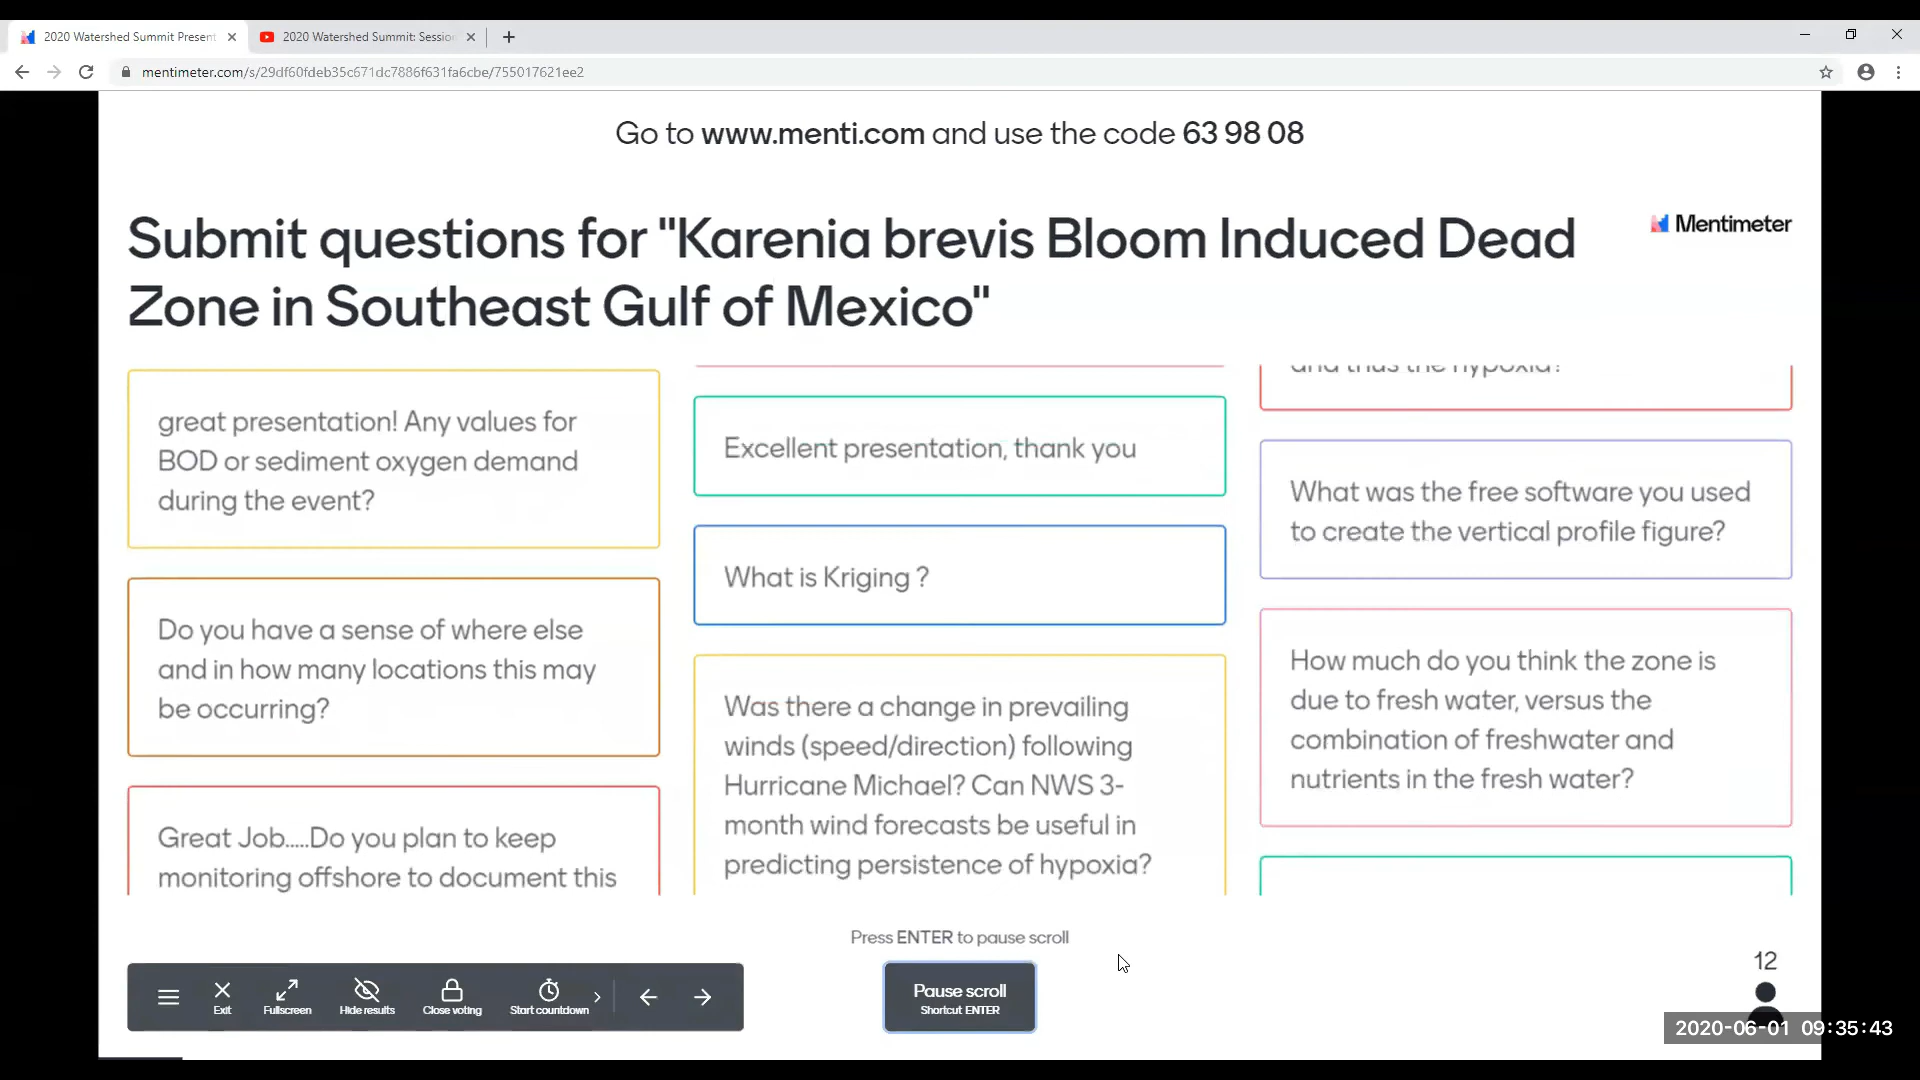 2020 Watershed Summit Present
2020 Watershed Summit: Sessio
mentimeter.com/s/29df60fdeb35c671dc7886f631fa6cbe/755017621ee2
Go to www.menti.com and use the code 63 98 08
Submit questions for "Karenia brevis Bloom Induced Dead
Zone in Southeast Gulf of Mexico"
Mentimeter
great presentation! Any values for
BOD or sediment oxygen demand
during the event?
Do you have a sense of where else
and in how many locations this may
be occurring?
Great Job.....Do you plan to keep
monitoring offshore to document this
Excellent presentation, thank you
What is Kriging ?
Was there a change in prevailing
winds (speed/direction) following
Hurricane Michael? Can NWS 3-
month wind forecasts be useful in
predicting persistence of hypoxia?
and thus the hypoxia?
What was the free software you used
to create the vertical profile figure?
How much do you think the zone is
due to fresh water, versus the
combination of freshwater and
nutrients in the fresh water?
Press ENTER to pause scroll
Exit
Fullscreen
Hide results
Close voting
Start countdown
Pause scroll
Shortcut ENTER
12
2020-06-01 09:35:43